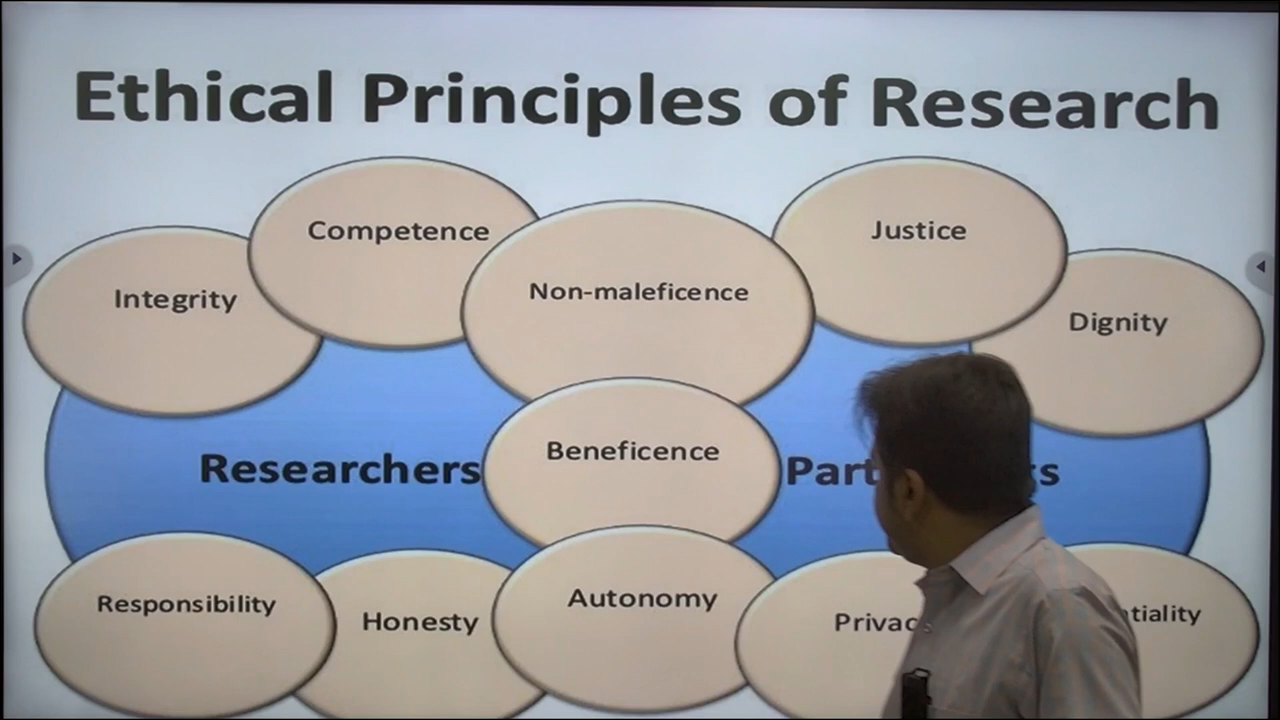 Ethical Principles of Research
Competence
Justice
Non-maleficence
Integrity
Dignity
Beneficence
Researchers
Autonomy
Responsibility
Honesty